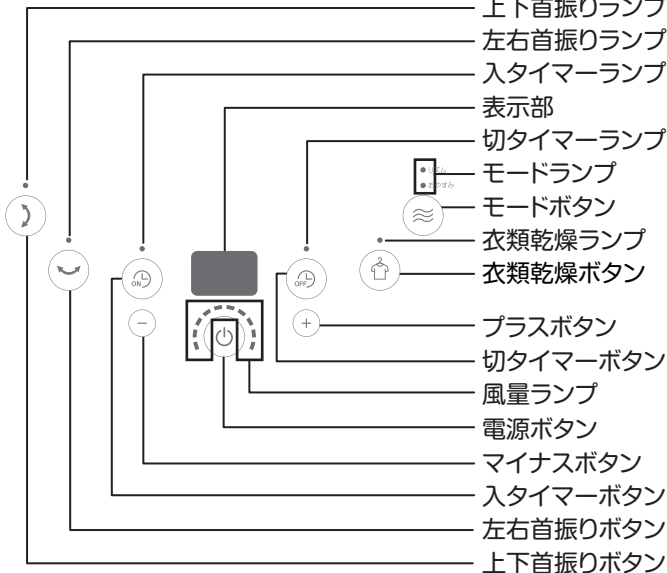 上下首振りランプ
左右首振りランプ
入タイマーランプ
表示部
切タイマーランプ
モードランプ
リズム
おやすみ
モードボタン
衣類乾燥ランプ
衣類乾燥ボタン
ON
OFF
プラスボタン
切タイマーボタン
風量ランプ
電源ボタン
マイナスボタン
入タイマーボタン
左右首振りボタン
上下首振りボタン